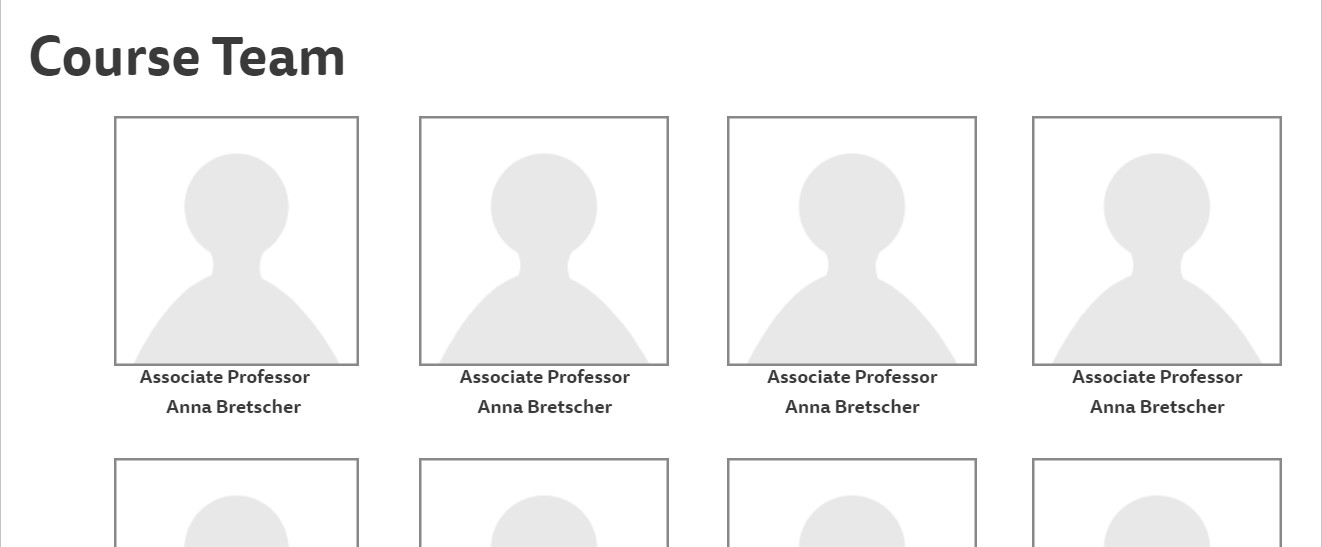 Course Team
Associate Professor Associate Professor Associate Professor Associate Professor
Anna Bretscher Anna Bretscher Anna Bretscher Anna Bretscher